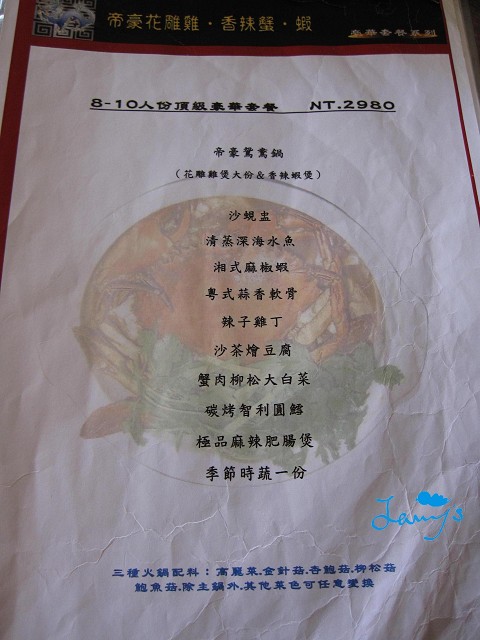 帝豪花雕雞·香辣蟹·蝦
豪華套餐系列
8-10人份頂級豪華套餐 NT.2980
帝豪鴛鴦鍋
(花雕雞煲大份&香辣蝦煲)
沙蜆盅
清蒸深海水魚
湘式麻椒蝦
粵式蒜香軟骨
辣子雞丁
沙茶燴豆腐
蟹肉柳松大白菜
碳烤智利圓鱈
極品麻辣肥腸煲
季節時蔬一份
三種火鍋配料:高麗菜.金針菇.杏鮑菇.柳松菇
鮑魚菇.除主鍋外.其他菜色可任意變換